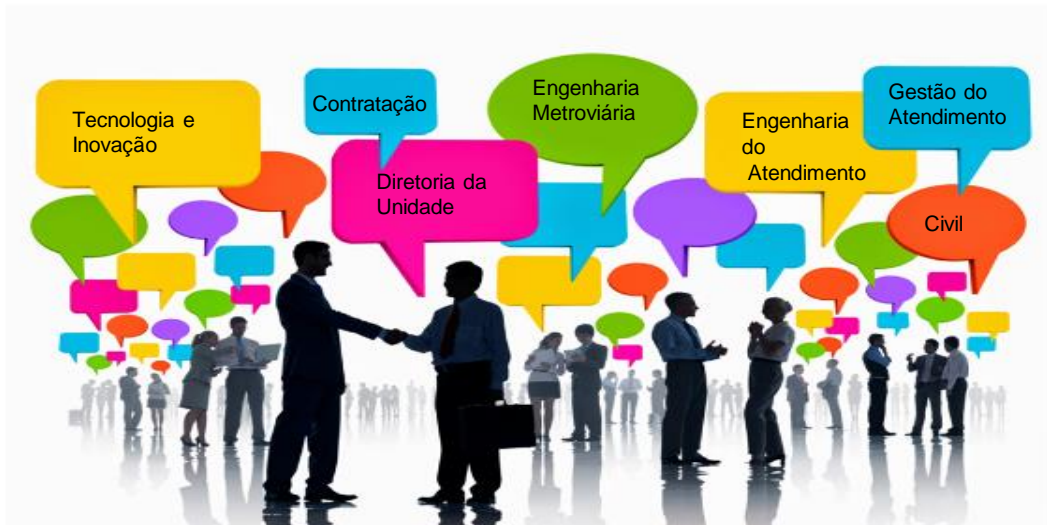 Tecnologia e
Inovação
Contratação
Diretoria da
Unidade
Engenharia
Metroviária
Engenharia
do
Atendimento
Gestão do
Atendimento
Civil